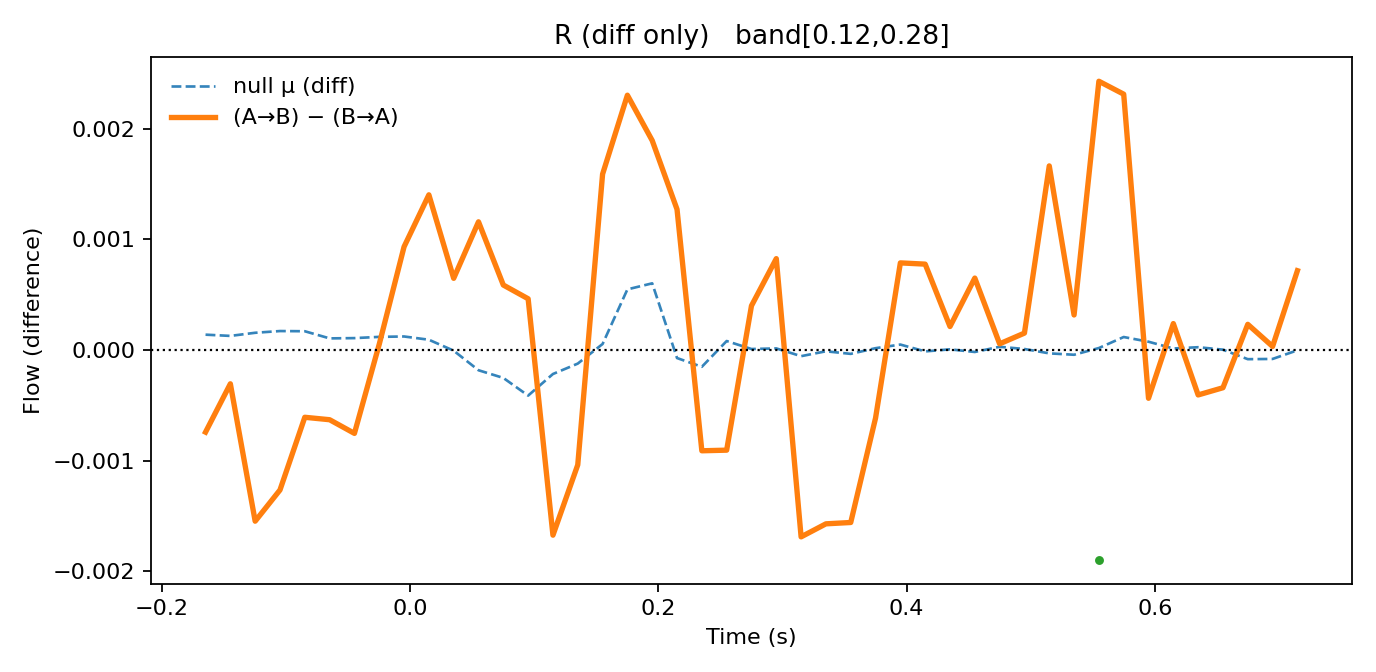 R (diff only)   band[0.12,0.28]
null μ (diff)
(A→B) − (B→A)
Flow (difference)
0.002
0.001
0.000
−0.001
−0.002
−0.2
0.0
0.2
0.4
0.6
Time (s)